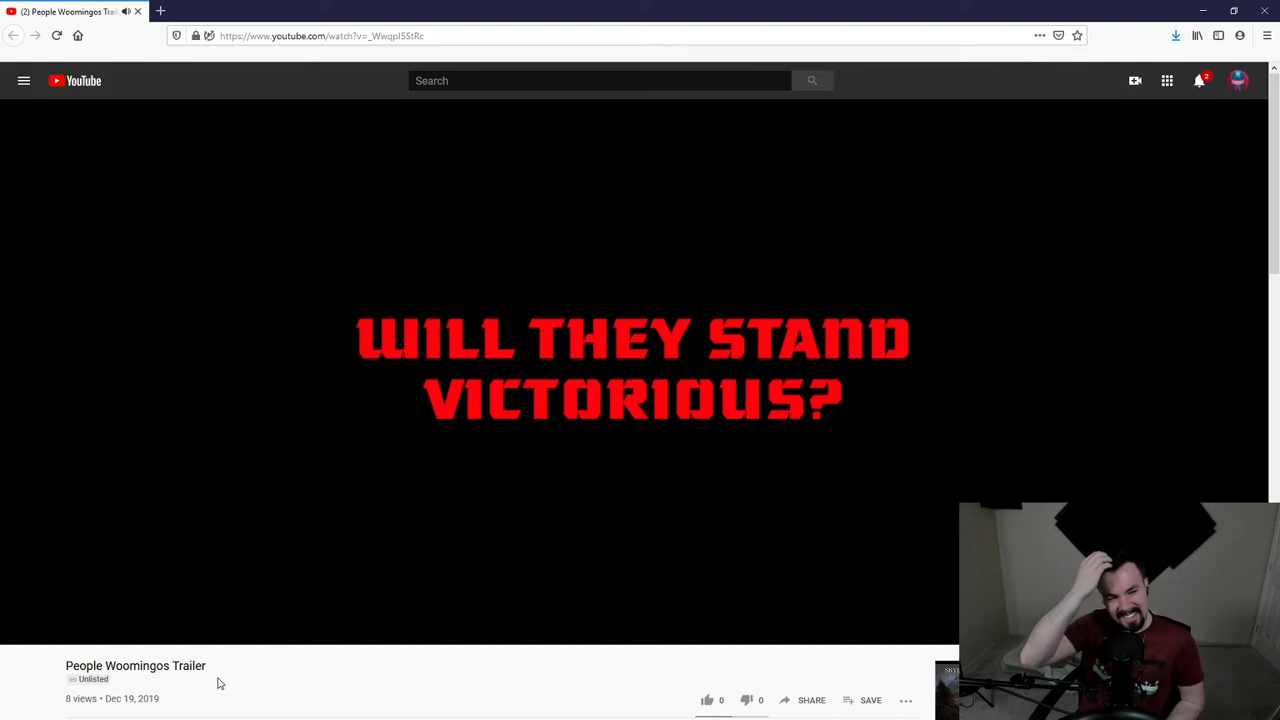 (2) People Woomingos Trai
https://www.youtube.com/watch?v=_WwqpI5StRc
YouTube
Search
2
WILL THEY STAND
VICTORIOUS?
People Woomingos Trailer
Unlisted
8 views • Dec 19, 2019
0
0
SHARE
SAVE